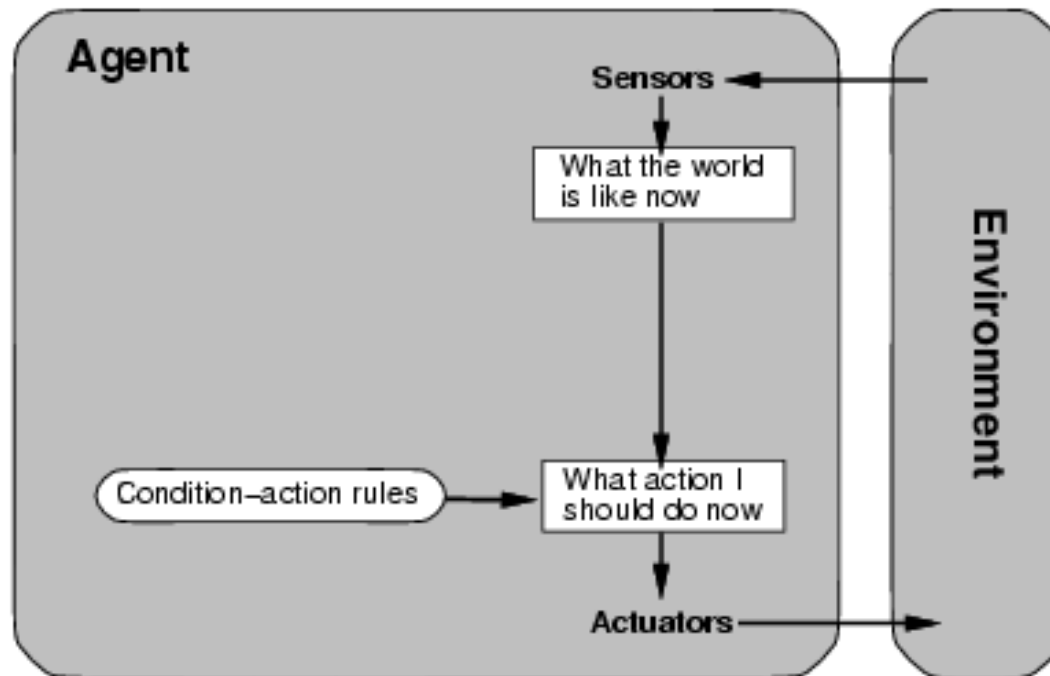 Agent
Sensors
What the world
is like now
Environment
Condition–action rules
What action I
should do now
Actuators